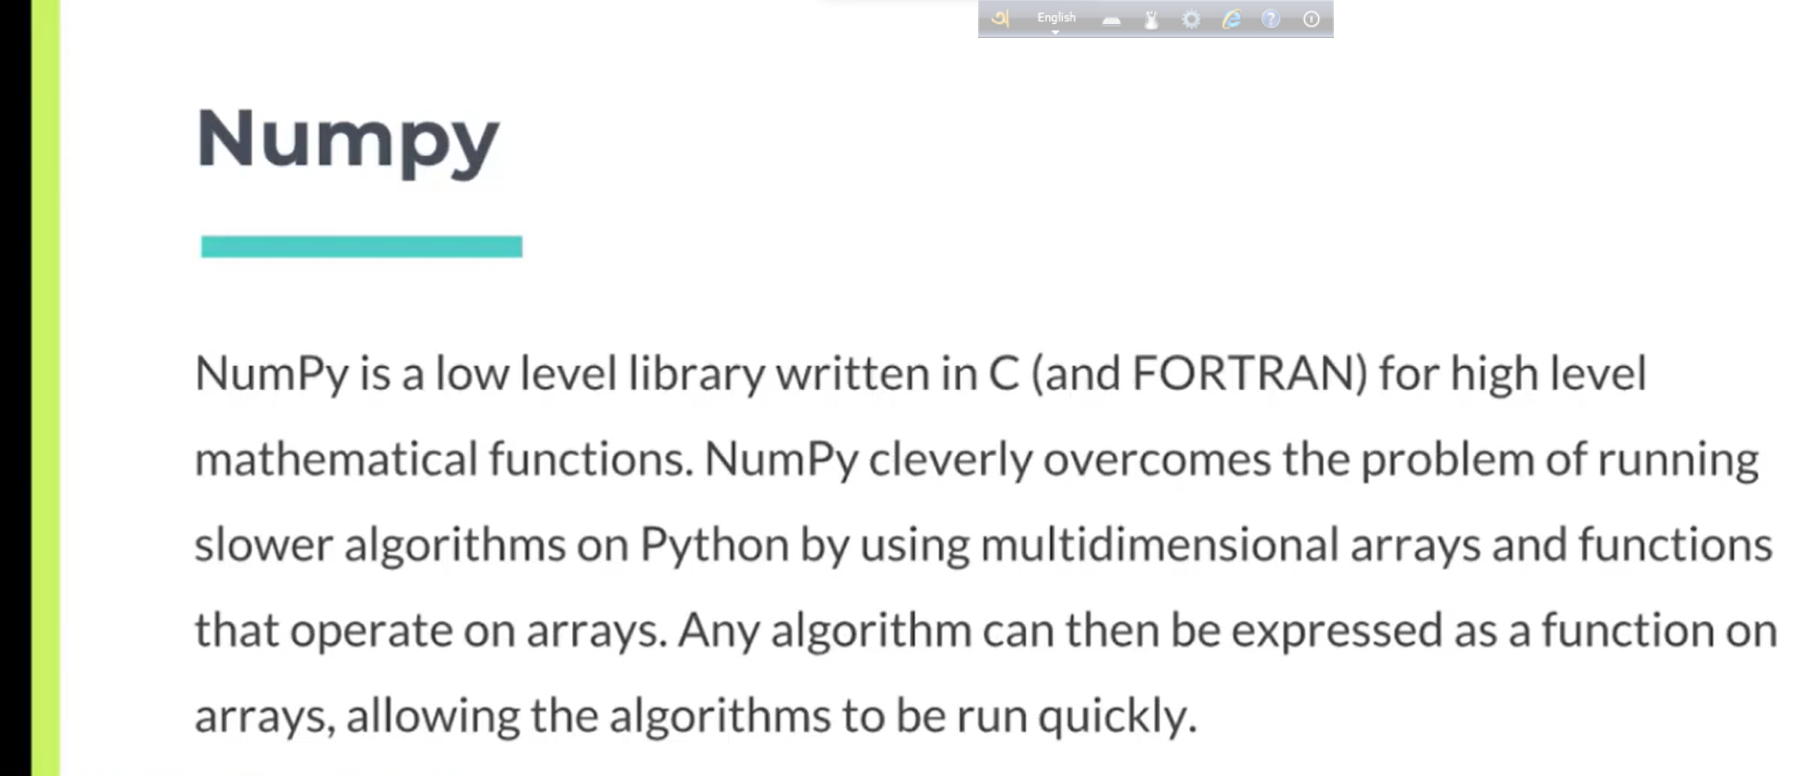 অ English
Numpy
NumPy is a low level library written in C (and FORTRAN) for high level
mathematical functions. NumPy cleverly overcomes the problem of running
slower algorithms on Python by using multidimensional arrays and functions
that operate on arrays. Any algorithm can then be expressed as a function on
arrays, allowing the algorithms to be run quickly.